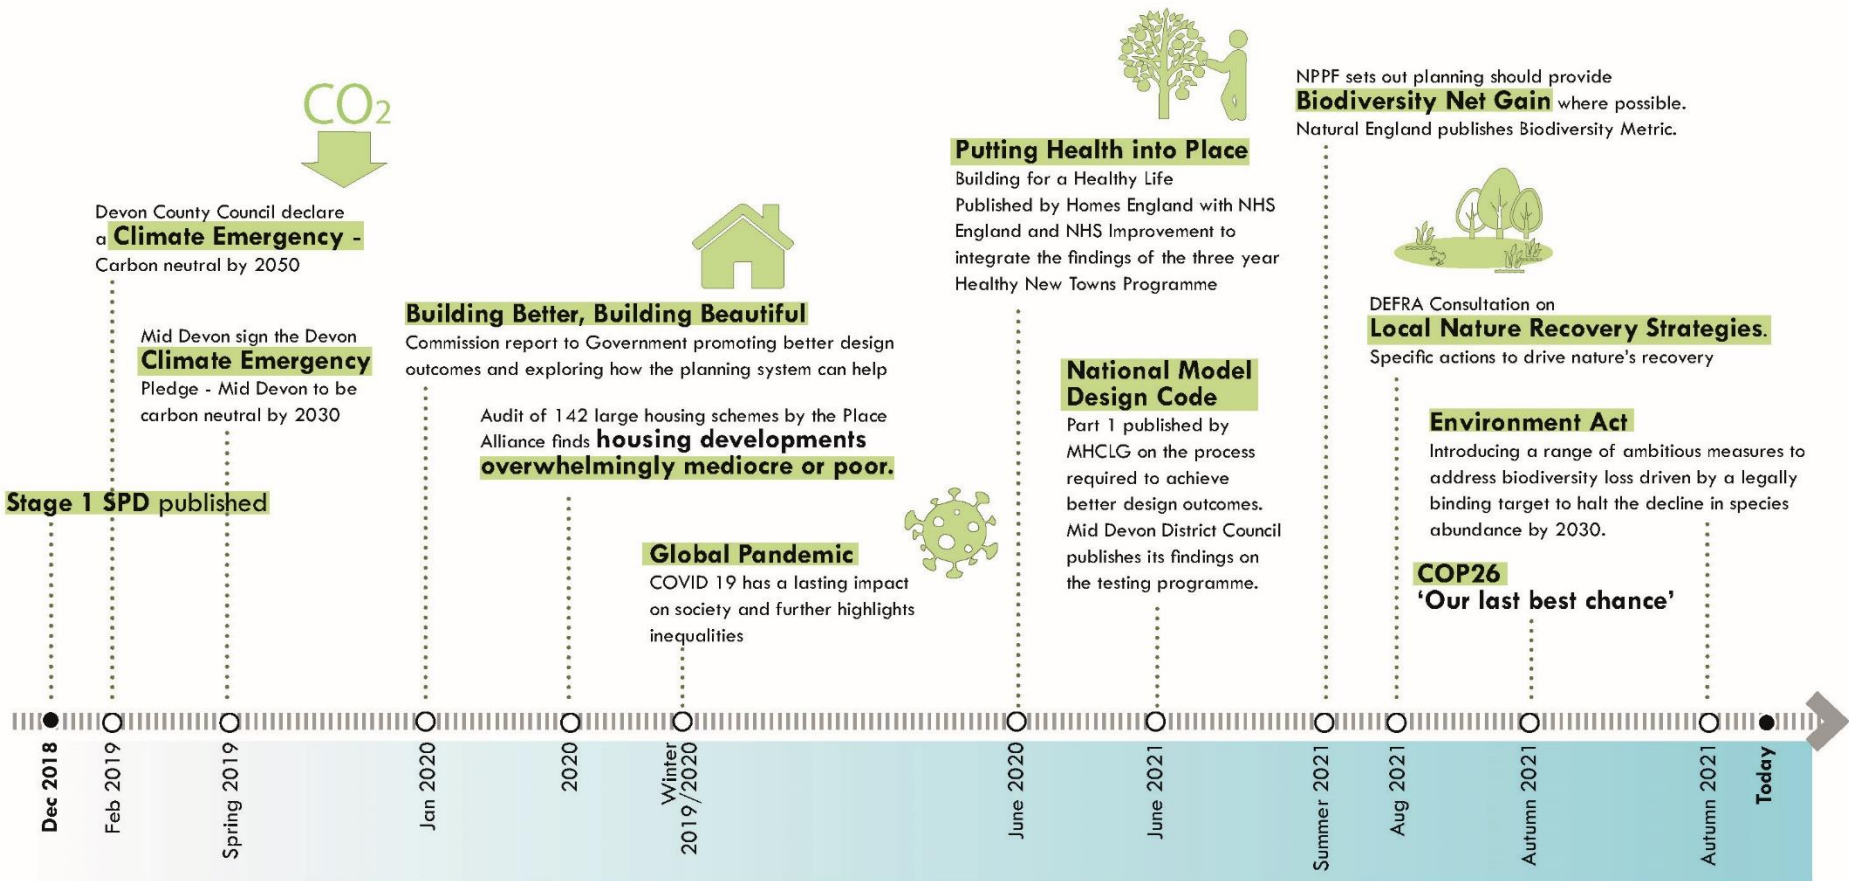 CO2
Devon County Council declare
a Climate Emergency -
Carbon neutral by 2050
Mid Devon sign the Devon
Climate Emergency
Pledge - Mid Devon to be
carbon neutral by 2030
Stage 1 SPD published
Building Better, Building Beautiful
Commission report to Government promoting better design
outcomes and exploring how the planning system can help
Audit of 142 large housing schemes by the Place
Alliance finds housing developments
overwhelmingly mediocre or poor.
Global Pandemic
COVID 19 has a lasting impact
on society and further highlights
inequalities
Putting Health into Place
Building for a Healthy Life
Published by Homes England with NHS
England and NHS Improvement to
integrate the findings of the three year
Healthy New Towns Programme
National Model
Design Code
Part 1 published by
MHCLG on the process
required to achieve
better design outcomes.
Mid Devon District Council
publishes its findings on
the testing programme.
NPPF sets out planning should provide
Biodiversity Net Gain where possible.
Natural England publishes Biodiversity Metric.
DEFRA Consultation on
Local Nature Recovery Strategies.
Specific actions to drive nature's recovery
Environment Act
Introducing a range of ambitious measures to
address biodiversity loss driven by a legally
binding target to halt the decline in species
abundance by 2030.
COP26
‘Our last best chance’
Dec 2018
Feb 2019
Spring 2019
Jan 2020
2020
Winter
2019/2020
June 2020
June 2021
Summer 2021
Aug 2021
Autumn 2021
Autumn 2021
Today